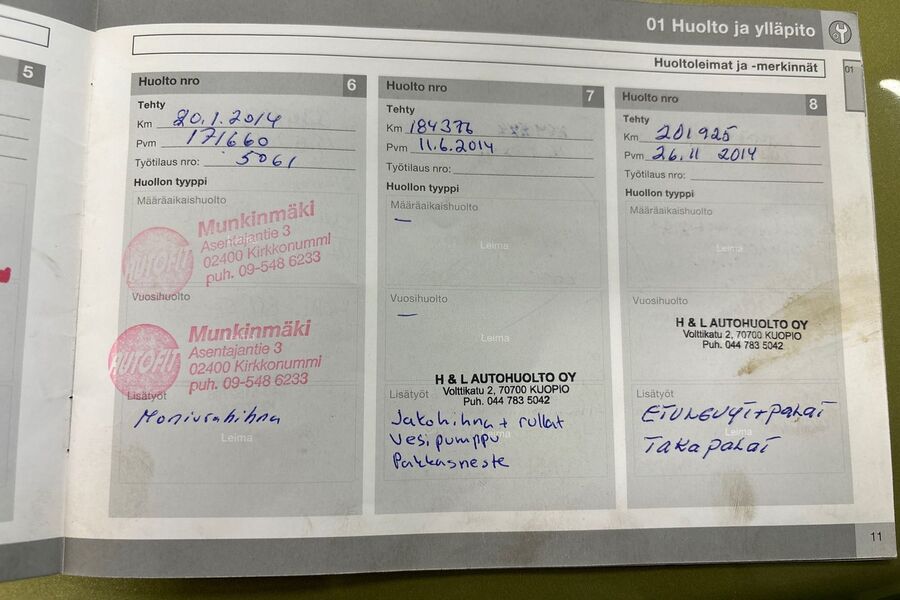 01 Huolto ja ylläpito
Huoltoleimat ja -merkinnät
01
5
Huolto nro 6
Tehty
Km 20.1.2014
Pvm 171660
Työtilaus nro: 5061
Huollon tyyppi
Määräaikaishuolto
Leima
AUTOFIT
Munkinmäki
Asentajantie 3
02400 Kirkkonummi
puh. 09-548 6233
Vuosihuolto
Leima
AUTOFIT
Munkinmäki
Asentajantie 3
02400 Kirkkonummi
puh. 09-548 6233
Lisätyöt
Moniurahihna
Leima
Huolto nro 7
Tehty
Km 184376
Pvm 11.6.2014
Työtilaus nro:
Huollon tyyppi
Määräaikaishuolto
—
Leima
Vuosihuolto
—
Leima
H & L AUTOHUOLTO OY
Volttikatu 2, 70700 KUOPIO
Puh. 044 783 5042
Lisätyöt
Jakohihna + rullat
Vesipumppu
Leima
Pakkasneste
Huolto nro 8
Tehty
Km 201925
Pvm 26.11 2014
Työtilaus nro:
Huollon tyyppi
Määräaikaishuolto
Leima
Vuosihuolto
H & L AUTOHUOLTO OY
Volttikatu 2, 70700 KUOPIO
Puh. 044 783 5042
Lisätyöt
ETULEVYT+PALAT
Leima
TAKAPALAT
11